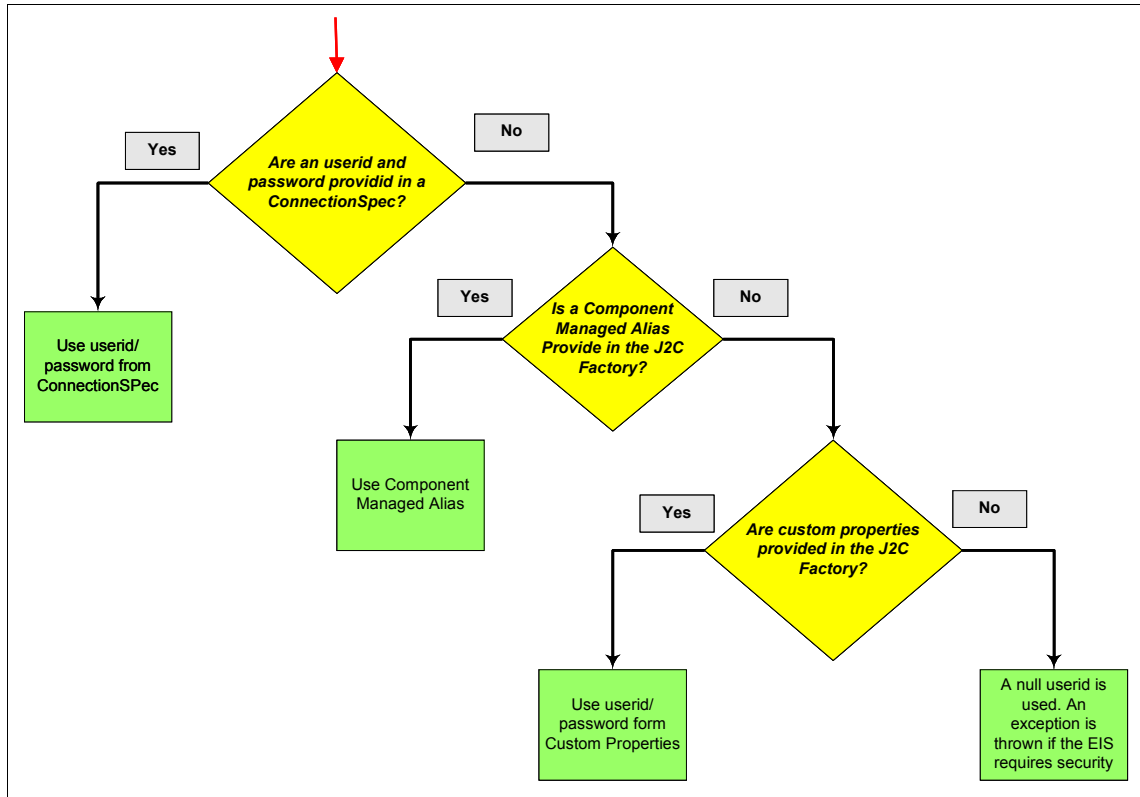 Yes
No
Are an userid and
password providid in a
ConnectionSpec?
Yes
No
Is a Component
Managed Alias
Provide in the J2C
Factory?
Use userid/
password from
ConnectionSPec
Use Component
Managed Alias
Yes
No
Are custom properties
provided in the J2C
Factory?
Use userid/
password form
Custom Properties
A null userid is
used. An
exception is
thrown if the EIS
requires security